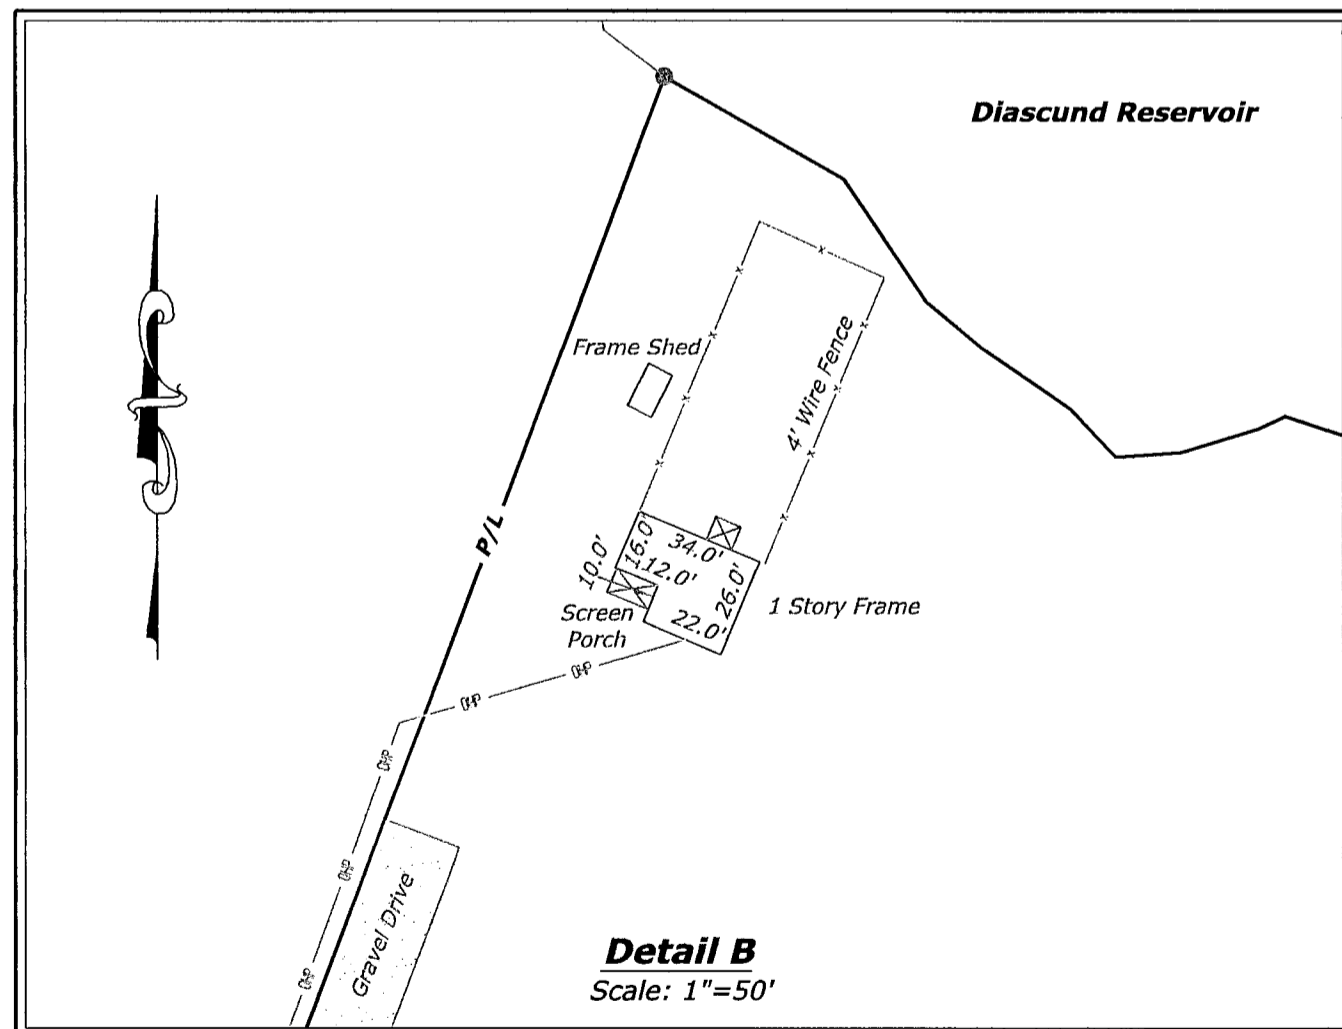 Diascund Reservoir
Frame Shed
4' Wire Fence
P/L
16.0'
34.0'
10.0'
12.0'
26.0'
22.0'
Screen
Porch
1 Story Frame
OHP
OHP
OHP
OHP
OHP
Gravel Drive
Detail B
Scale: 1"=50'